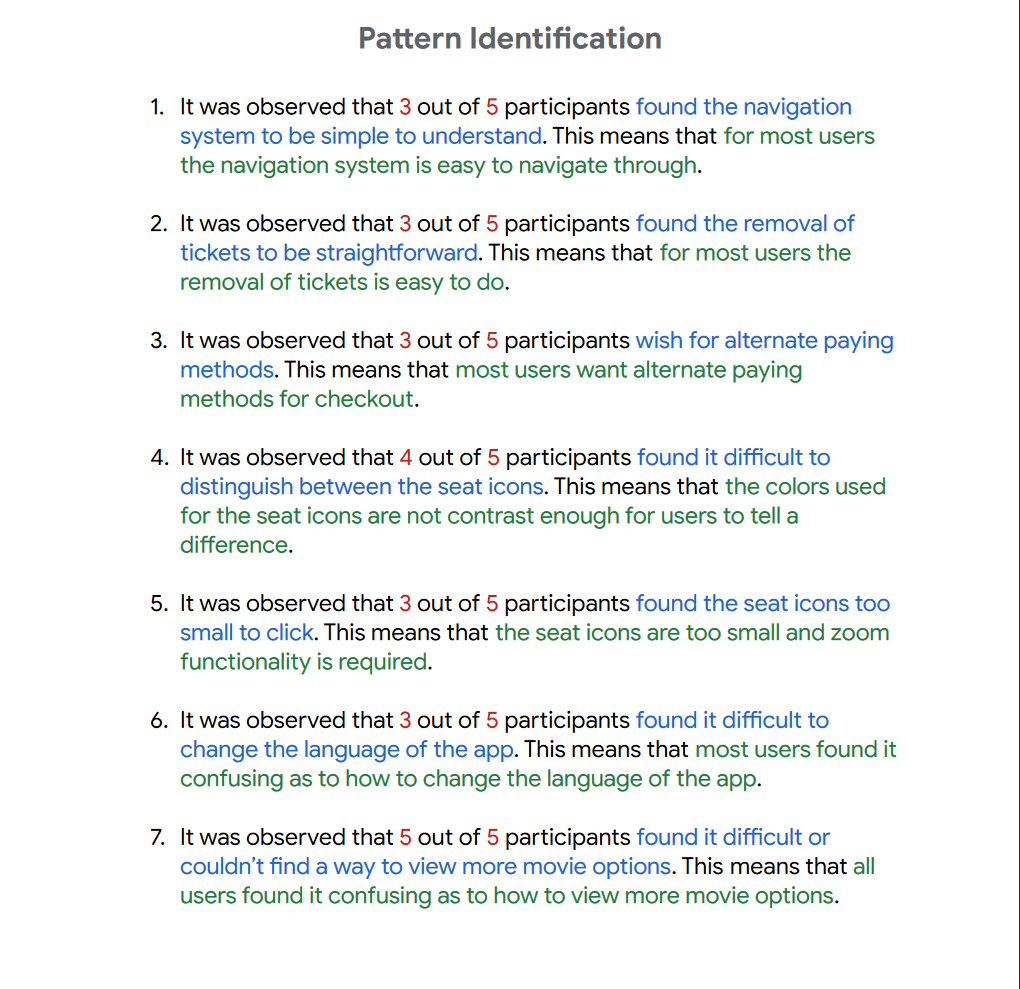 Pattern Identification
1. It was observed that 3 out of 5 participants found the navigation
system to be simple to understand. This means that for most users
the navigation system is easy to navigate through.
2. It was observed that 3 out of 5 participants found the removal of
tickets to be straightforward. This means that for most users the
removal of tickets is easy to do.
3. It was observed that 3 out of 5 participants wish for alternate paying
methods. This means that most users want alternate paying
methods for checkout.
4. It was observed that 4 out of 5 participants found it difficult to
distinguish between the seat icons. This means that the colors used
for the seat icons are not contrast enough for users to tell a
difference.
5. It was observed that 3 out of 5 participants found the seat icons too
small to click. This means that the seat icons are too small and zoom
functionality is required.
6. It was observed that 3 out of 5 participants found it difficult to
change the language of the app. This means that most users found it
confusing as to how to change the language of the app.
7. It was observed that 5 out of 5 participants found it difficult or
couldn’t find a way to view more movie options. This means that all
users found it confusing as to how to view more movie options.